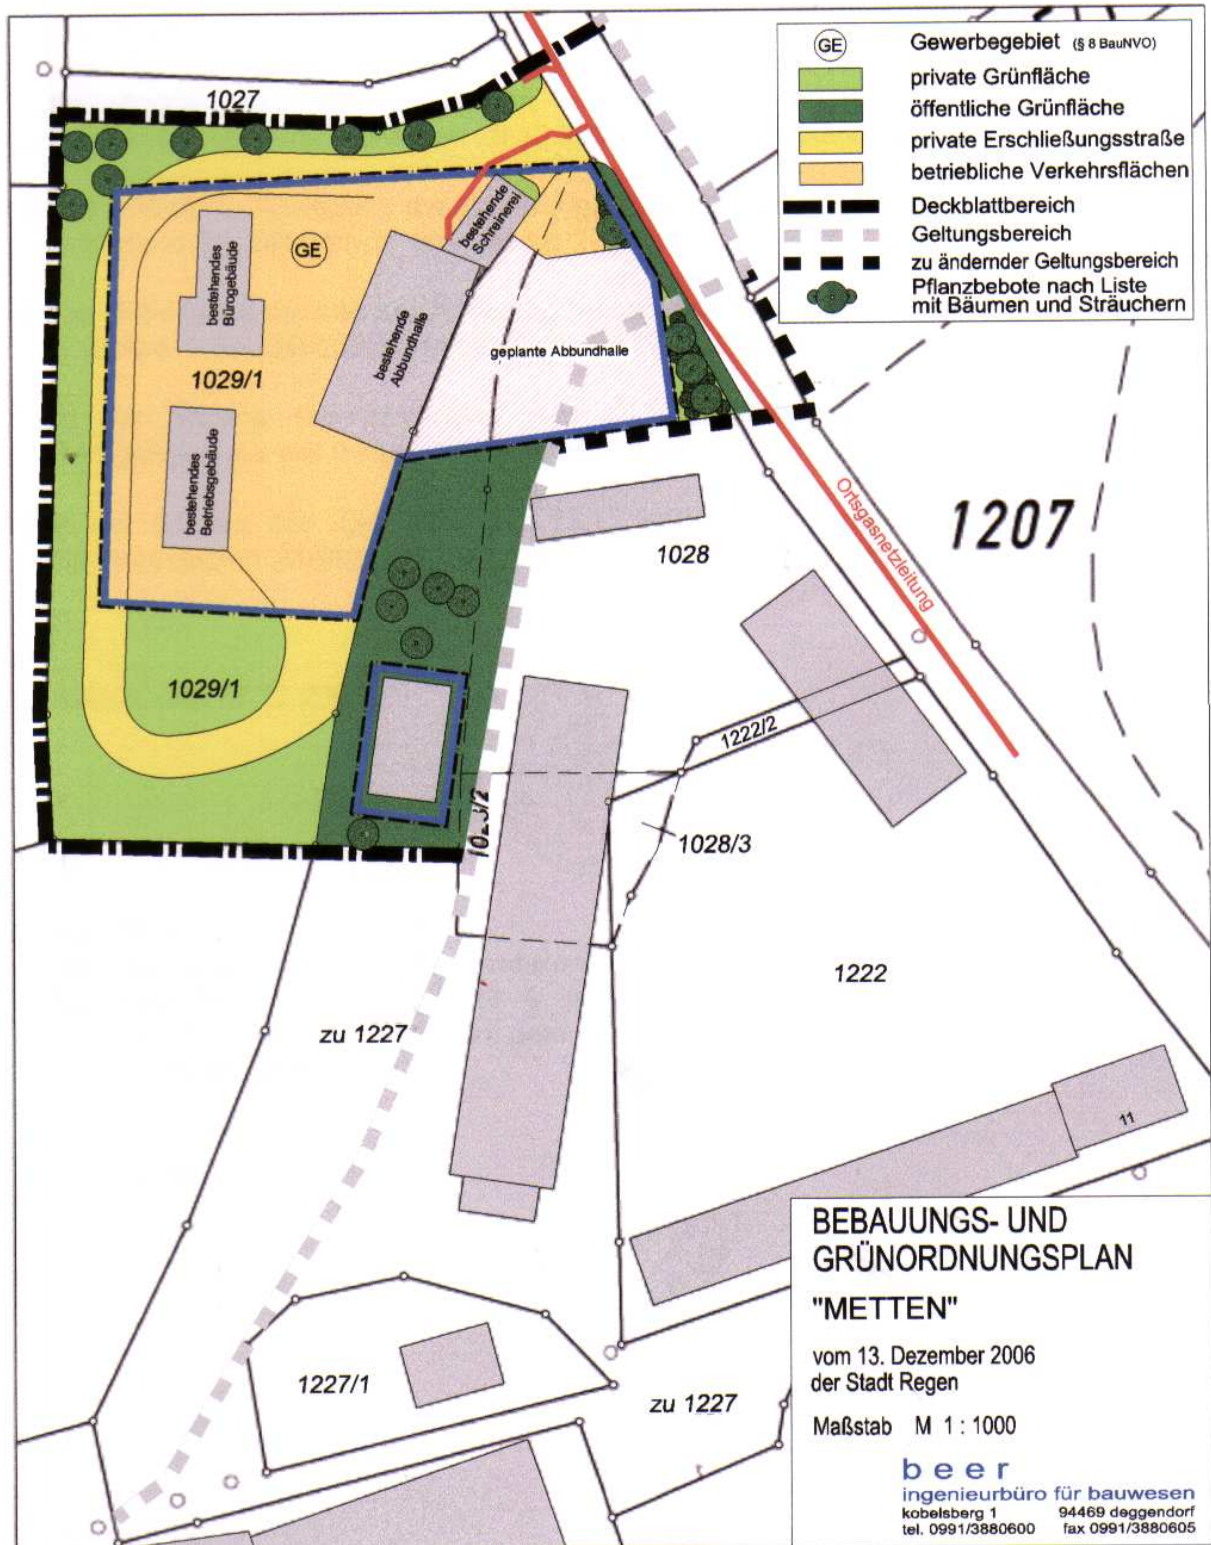 GE
Gewerbegebiet (§ 8 BauNVO)
private Grünfläche
öffentliche Grünfläche
private Erschließungsstraße
betriebliche Verkehrsflächen
Deckblattbereich
Geltungsbereich
zu ändernder Geltungsbereich
Pflanzbebote nach Liste
mit Bäumen und Sträuchern
1027
bestehende
Schreinerei
GE
bestehendes
Bürogebäude
bestehende
Abbundhalle
geplante Abbundhalle
1029/1
bestehendes
Betriebsgebäude
Ortsgasnetzleitung
1207
1028
1029/1
1222/2
1028/3
1222
zu 1227
11
1227/1
zu 1227
BEBAUUNGS- UND
GRÜNORDNUNGSPLAN
"METTEN"
vom 13. Dezember 2006
der Stadt Regen
Maßstab M 1 : 1000
beer
ingenieurbüro für bauwesen
kobelsberg 1 94469 deggendorf
tel. 0991/3880600 fax 0991/3880605